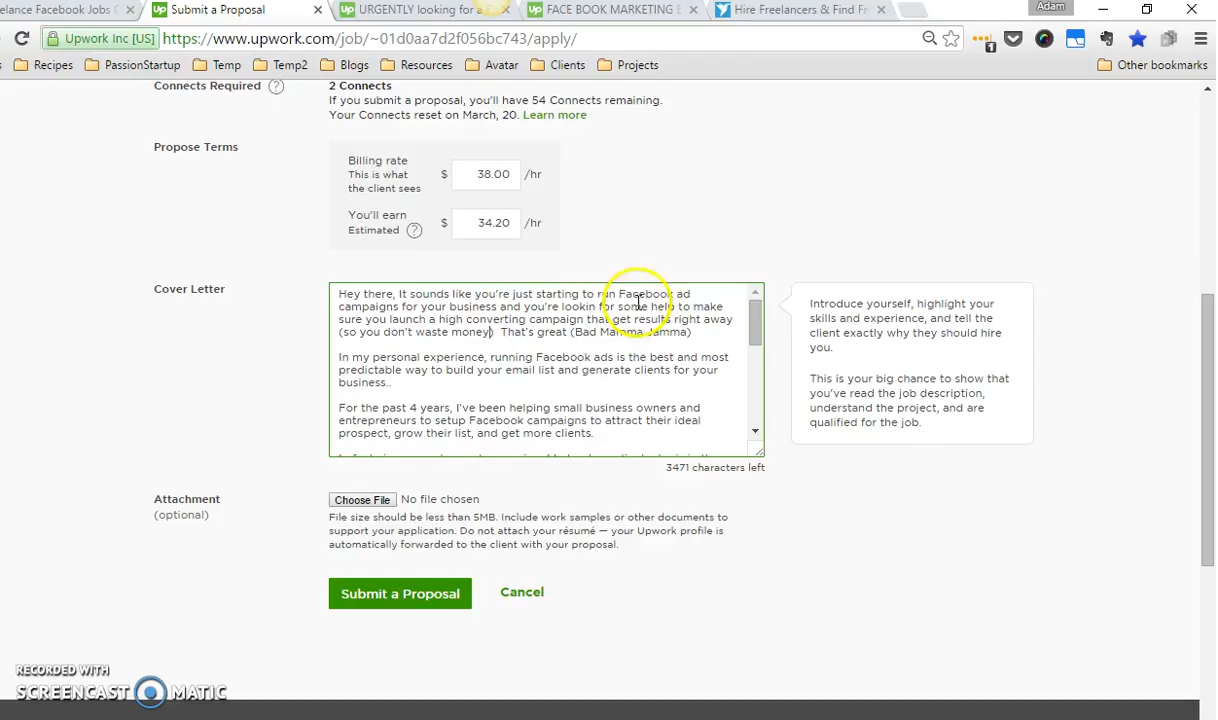 elance Facebook Jobs O
Up Submit a Proposal
Up URGENTLY looking for a
Up FACE BOOK MARKETING E
Hire Freelancers & Find Fr
Adam
Upwork Inc [US] https://www.upwork.com/job/~01d0aa7d2f056bc743/apply/
1
s Recipes PassionStartup Temp Temp2 Blogs Resources Avatar Clients Projects Other bookmarks
Connects Required ?
2 Connects
If you submit a proposal, you'll have 54 Connects remaining.
Your Connects reset on March, 20. Learn more
Propose Terms
Billing rate
This is what
the client sees
$ 38.00 /hr
You'll earn
Estimated ?
$ 34.20 /hr
Cover Letter
Hey there, It sounds like you're just starting to run Facebook ad
campaigns for your business and you're lookin for some help to make
sure you launch a high converting campaign that get results right away
(so you don't waste money) That's great (Bad Mamma Jamma)
In my personal experience, running Facebook ads is the best and most
predictable way to build your email list and generate clients for your
business..
For the past 4 years, I've been helping small business owners and
entrepreneurs to setup Facebook campaigns to attract their ideal
prospect, grow their list, and get more clients.
3471 characters left
Introduce yourself, highlight your
skills and experience, and tell the
client exactly why they should hire
you.
This is your big chance to show that
you've read the job description,
understand the project, and are
qualified for the job.
Attachment
(optional)
Choose File No file chosen
File size should be less than 5MB. Include work samples or other documents to
support your application. Do not attach your résumé — your Upwork profile is
automatically forwarded to the client with your proposal.
Submit a Proposal Cancel
RECORDED WITH
SCREENCAST MATIC